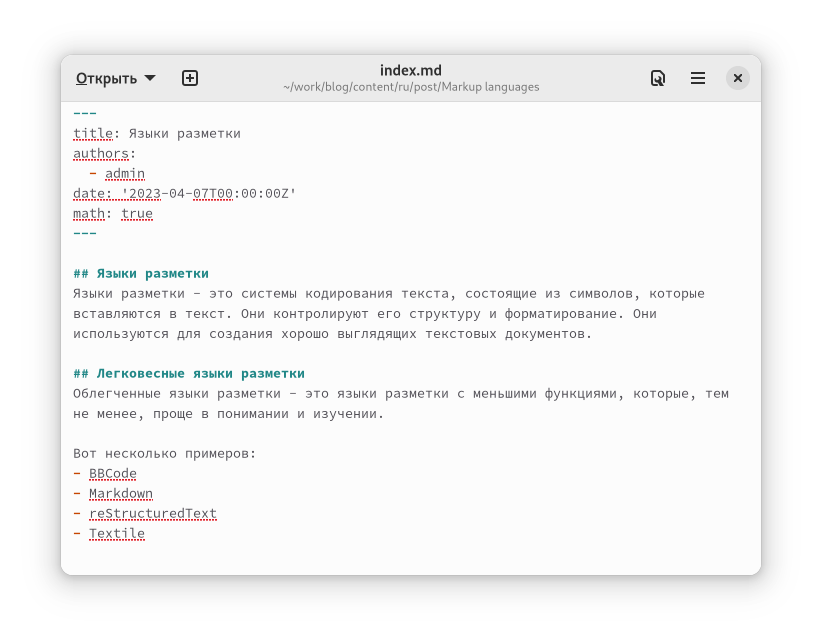 Открыть
index.md
~/work/blog/content/ru/post/Markup languages
---
title: Языки разметки
authors:
  - admin
date: '2023-04-07T00:00:00Z'
math: true
---
## Языки разметки
Языки разметки - это системы кодирования текста, состоящие из символов, которые
вставляются в текст. Они контролируют его структуру и форматирование. Они
используются для создания хорошо выглядящих текстовых документов.
## Легковесные языки разметки
Облегченные языки разметки - это языки разметки с меньшими функциями, которые, тем
не менее, проще в понимании и изучении.
Вот несколько примеров:
- BBCode
- Markdown
- reStructuredText
- Textile